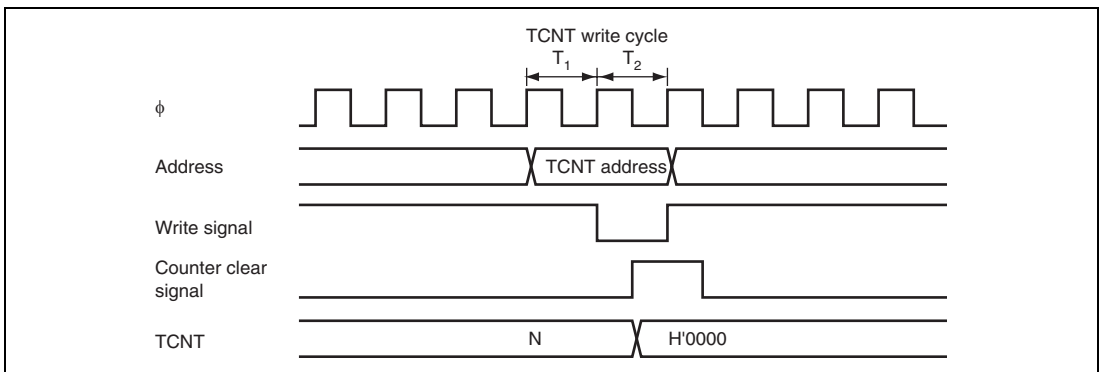 TCNT write cycle
T1 T2
ϕ
Address
TCNT address
Write signal
Counter clear
signal
TCNT
N
H'0000